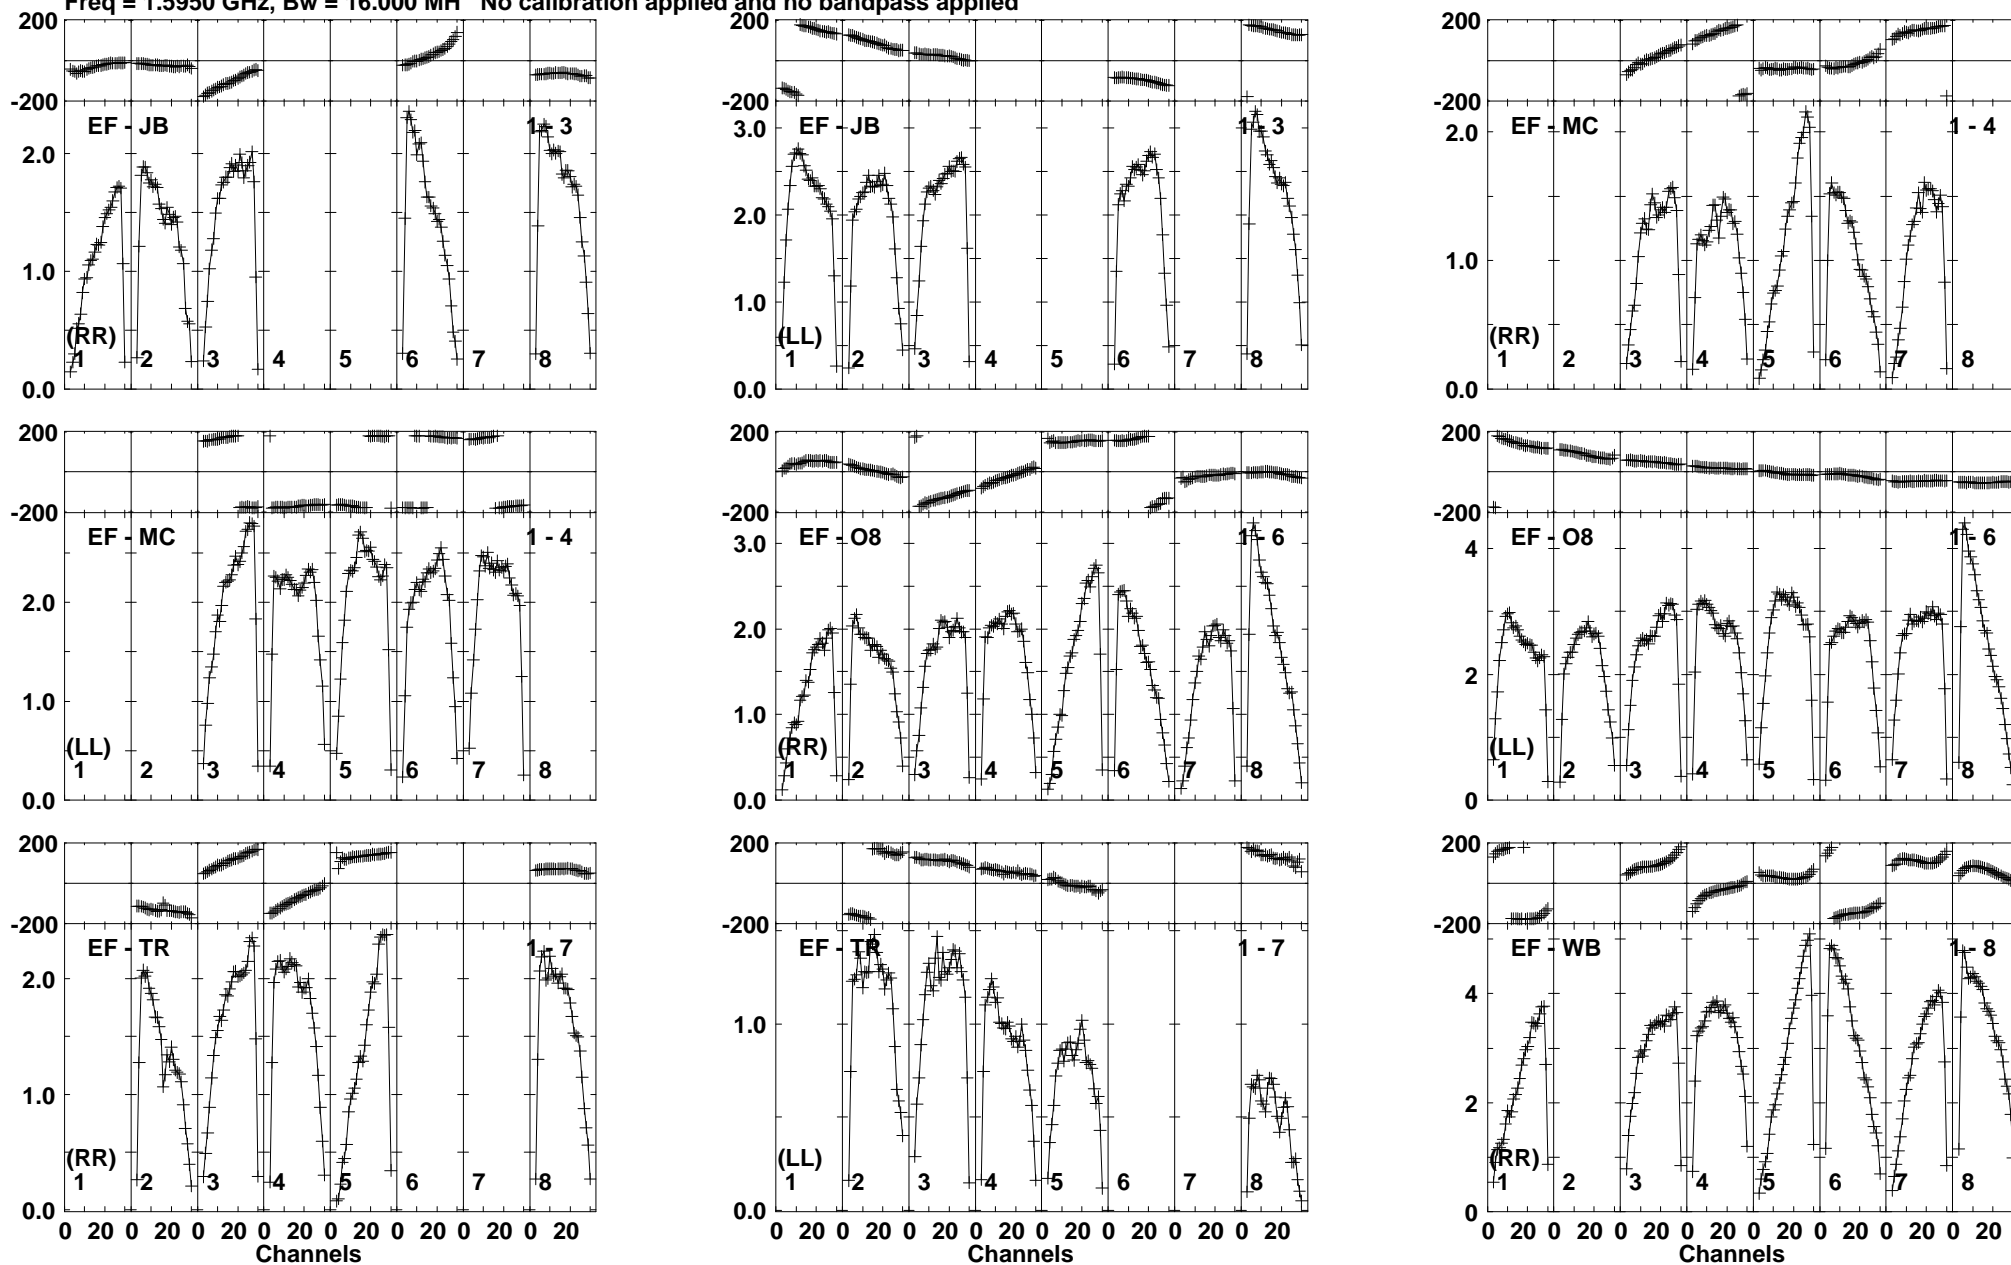 Freq = 1.5950 GHz, Bw = 16.000 MH No calibration applied and no bandpass applied
200 200 200
-200 -200 -200
EF - JB 1 - 3 EF - JB 1 - 3 EF - MC 1 - 4
2.0 3.0 2.0
1.0 2.0 1.0
1.0
(RR) (LL) (RR)
1 2 3 4 5 6 7 8 1 2 3 4 5 6 7 8 1 2 3 4 5 6 7 8
0.0 0.0 0.0
200 200 200
-200 -200 -200
EF - MC 1 - 4 EF - O8 1 - 6 EF - O8 1 - 6
2.0 3.0 4
1.0 2.0 2
1.0
(LL) (RR) (LL)
1 2 3 4 5 6 7 8 1 2 3 4 5 6 7 8 1 2 3 4 5 6 7 8
0.0 0.0 0
200 200 200
-200 -200 -200
EF - TR 1 - 7 EF - TR 1 - 7 EF - WB 1 - 8
2.0 1.0 4
1.0 2
(RR) (LL) (RR)
1 2 3 4 5 6 7 8 1 2 3 4 5 6 7 8 1 2 3 4 5 6 7 8
0.0 0.0 0
0 20 0 20 0 20 0 20 0 20 0 20 0 20 0 20 0 20 0 20 0 20 0 20 0 20 0 20 0 20 0 20 0 20 0 20 0 20 0 20 0 20 0 20 0 20 0 20
Channels Channels Channels